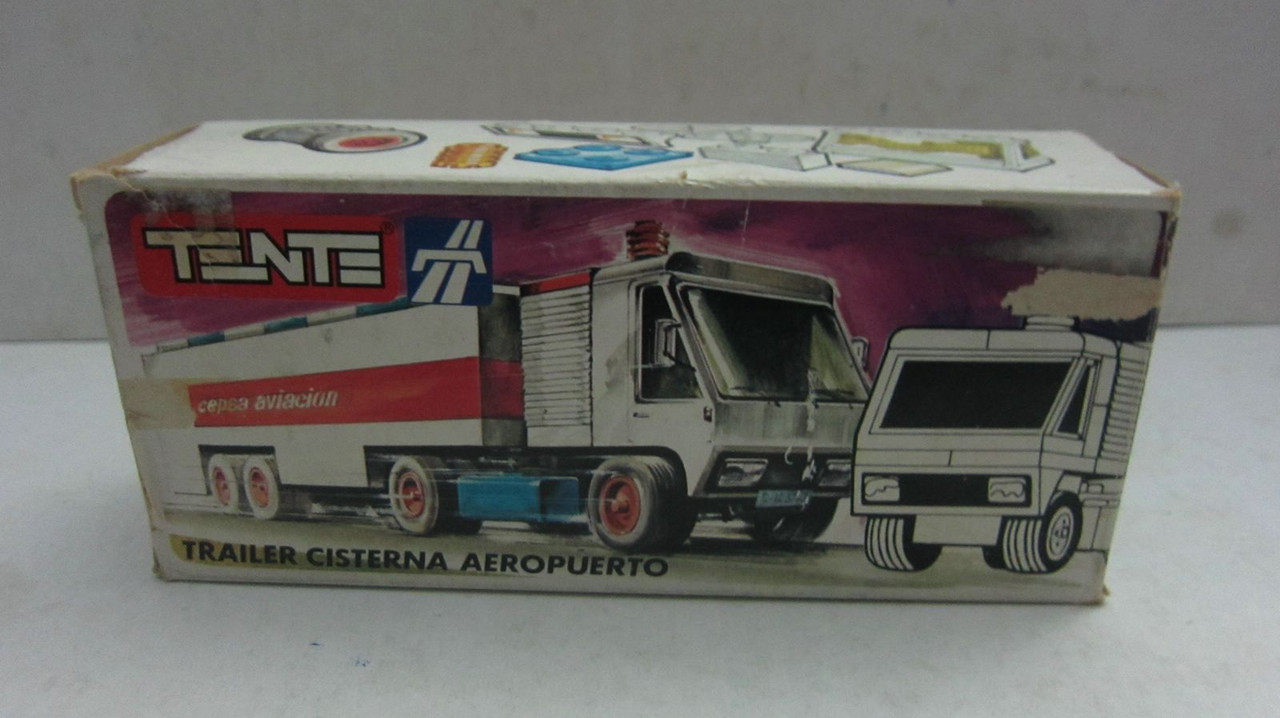 TENTE®
cepsa aviacion
TRAILER CISTERNA AEROPUERTO